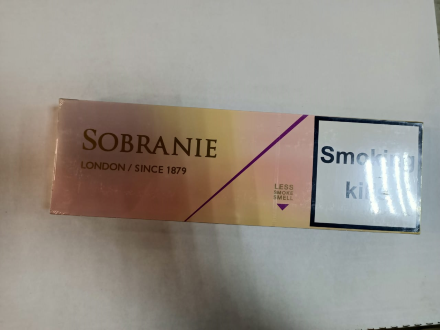 SOBRANIE
LONDON / SINCE 1879
LESS
SMOKE
SMELL
Smoking
kills